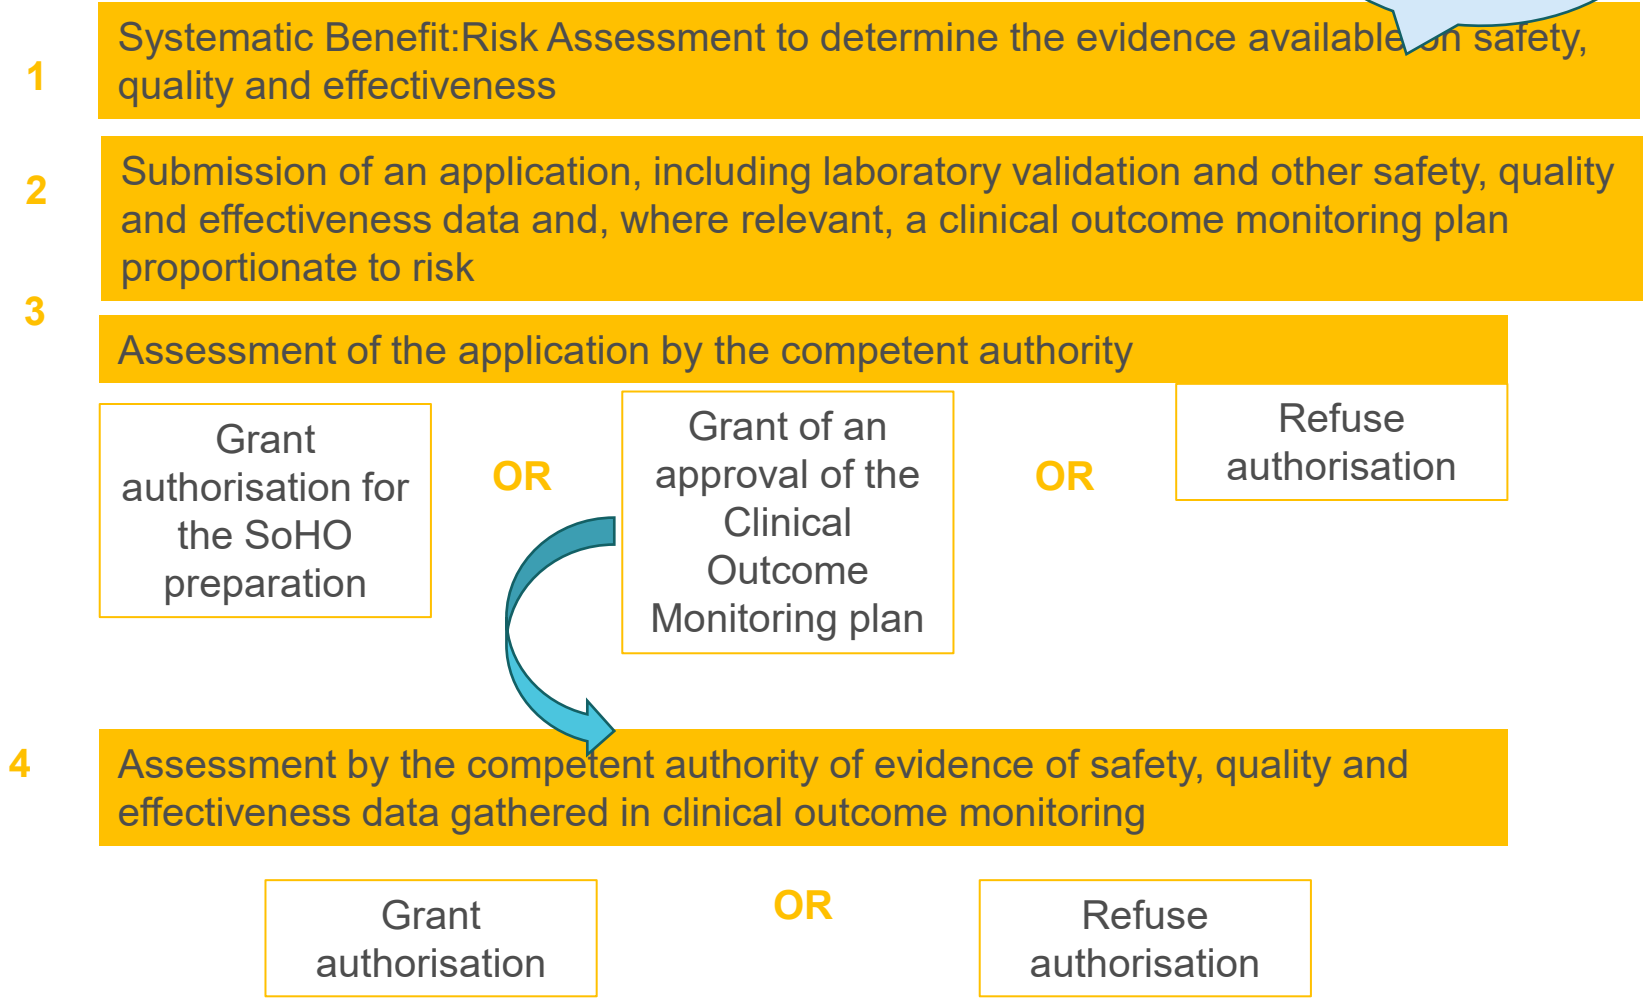 1
Systematic Benefit:Risk Assessment to determine the evidence available on safety,
quality and effectiveness
2
Submission of an application, including laboratory validation and other safety, quality
and effectiveness data and, where relevant, a clinical outcome monitoring plan
proportionate to risk
3
Assessment of the application by the competent authority
Grant
authorisation for
the SoHO
preparation
OR
Grant of an
approval of the
Clinical
Outcome
Monitoring plan
OR
Refuse
authorisation
4
Assessment by the competent authority of evidence of safety, quality and
effectiveness data gathered in clinical outcome monitoring
Grant
authorisation
OR
Refuse
authorisation